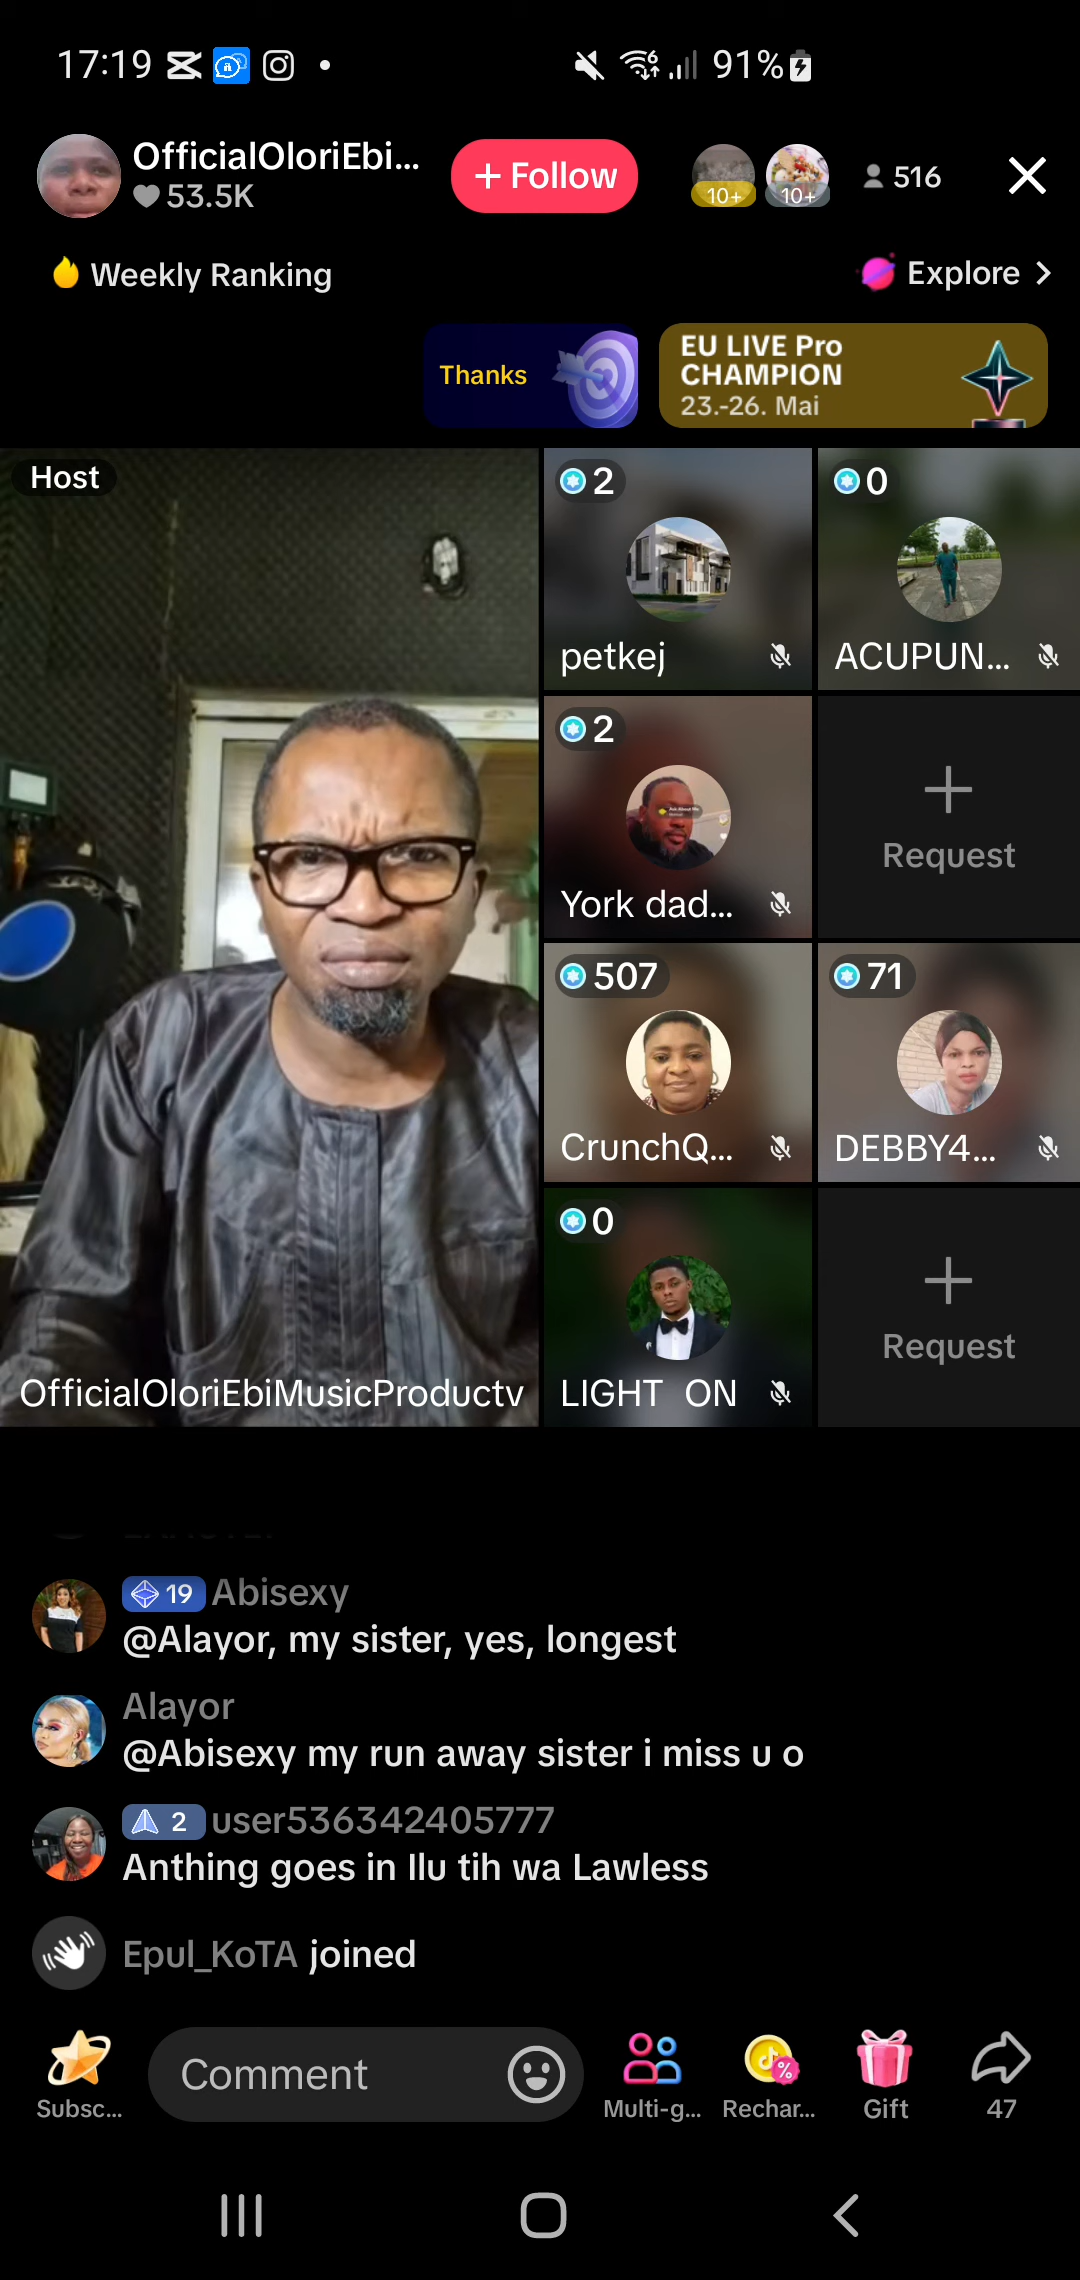 17:19
91%
OfficialOloriEbi...
53.5K
+ Follow
10+
10+
516
Weekly Ranking
Explore
Thanks
EU LIVE Pro
CHAMPION
23.-26. Mai
Host
2
0
petkej
ACUPUN...
2
York dad...
Request
507
71
CrunchQ...
DEBBY4...
0
OfficialOloriEbiMusicProductv
LIGHT ON
Request
19 Abisexy
@Alayor, my sister, yes, longest
Alayor
@Abisexy my run away sister i miss u o
2 user536342405777
Anthing goes in Ilu tih wa Lawless
Epul_KoTA joined
Comment
Subsc...
Multi-g...
Rechar...
Gift
47